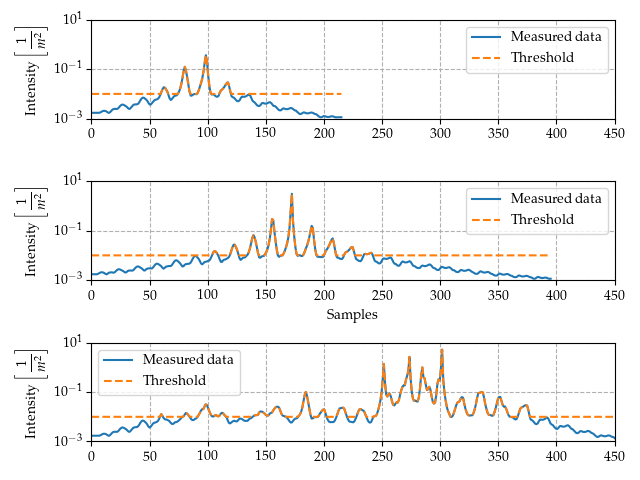 10^1
10^{-1}
10^{-3}
Intensity [1/m^2]
Measured data
Threshold
0 50 100 150 200 250 300 350 400 450
10^1
10^{-1}
10^{-3}
Intensity [1/m^2]
Measured data
Threshold
0 50 100 150 200 250 300 350 400 450
Samples
10^1
10^{-1}
10^{-3}
Intensity [1/m^2]
Measured data
Threshold
0 50 100 150 200 250 300 350 400 450